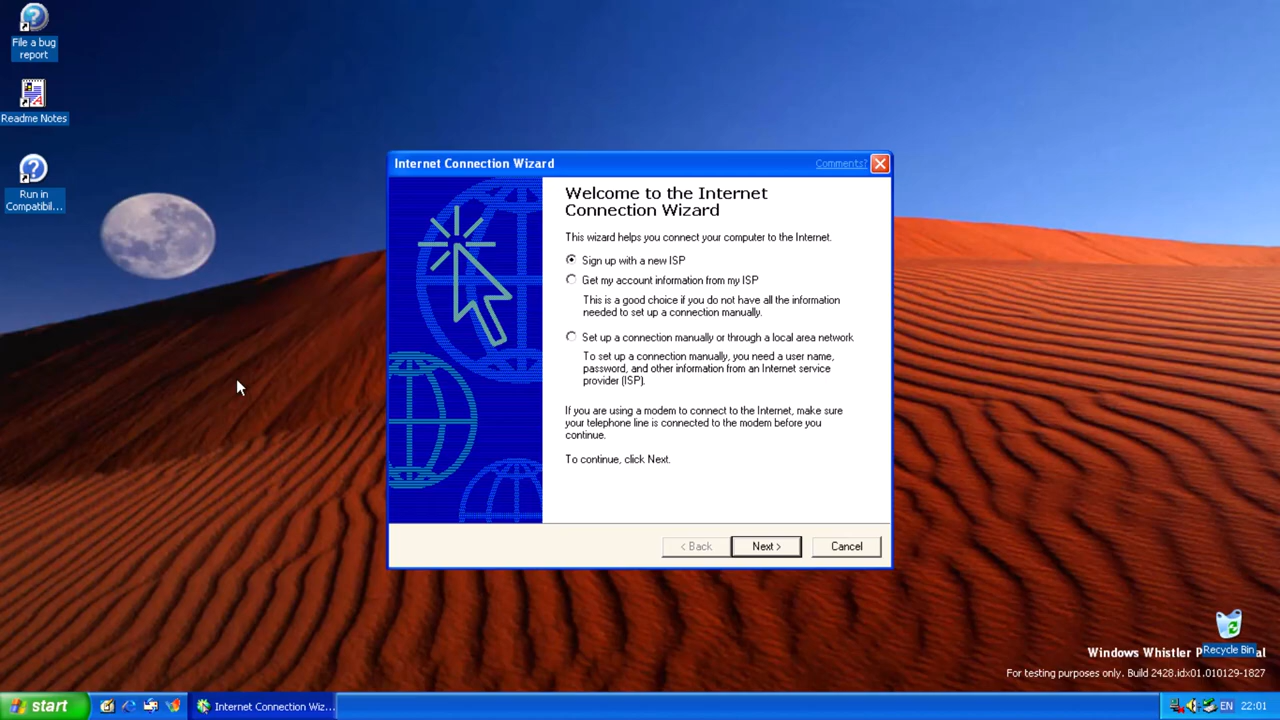 File a bug
report
Readme Notes
Run in
Compatibil...
Internet Connection Wizard
Comments?
Welcome to the Internet
Connection Wizard
This wizard helps you connect your computer to the Internet.
Sign up with a new ISP
Get my account information from my ISP
This is a good choice if you do not have all the information
needed to set up a connection manually.
Set up a connection manually or through a local area network
To set up a connection manually, you need a user name,
password, and other information from an Internet service
provider (ISP).
If you are using a modem to connect to the Internet, make sure
your telephone line is connected to the modem before you
continue.
To continue, click Next.
< Back
Next >
Cancel
Recycle Bin
Windows Whistler
For testing purposes only. Build 2428.idx01.010129-1827
start
Internet Connection Wiz...
EN
22:01